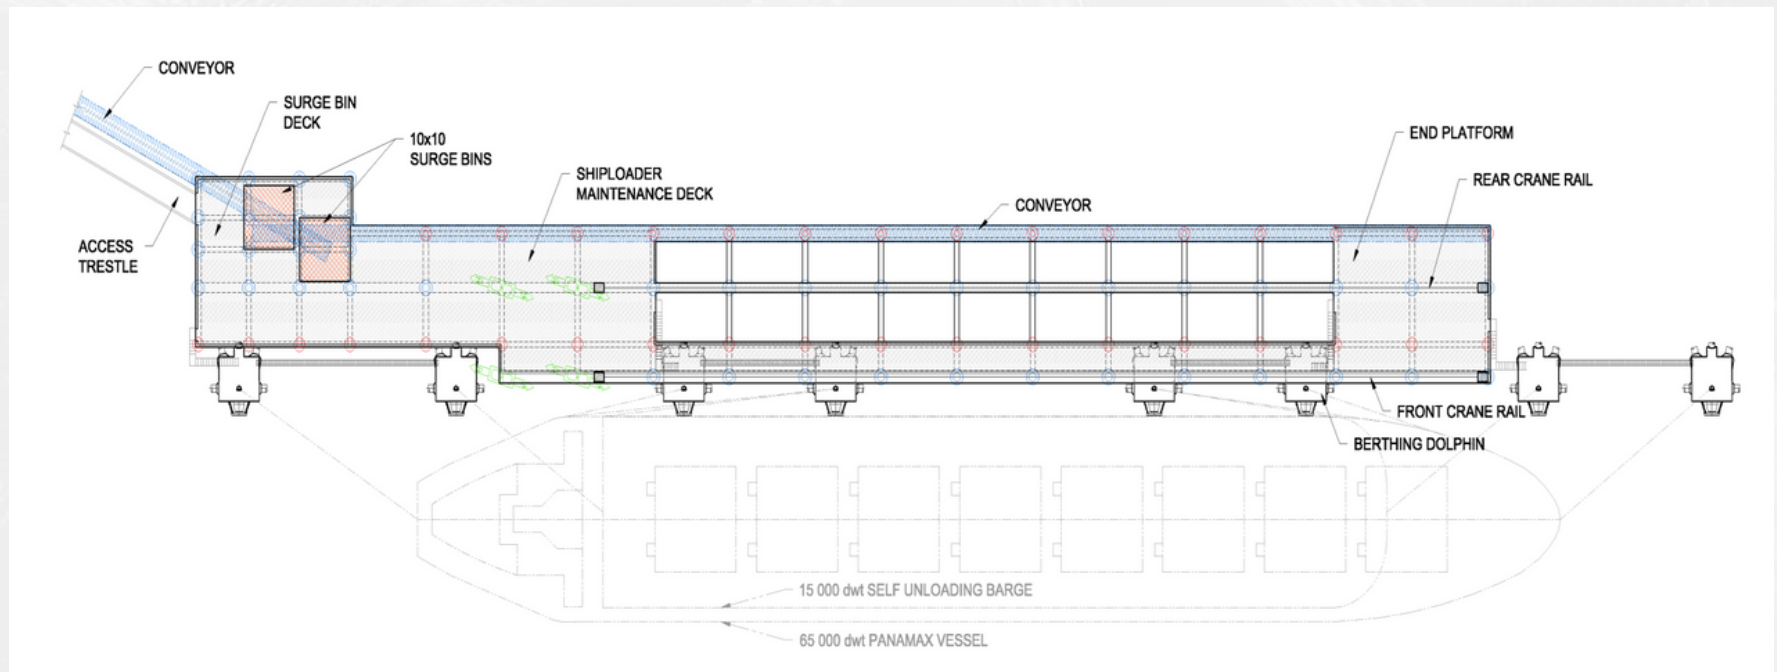 CONVEYOR
SURGE BIN
DECK
10x10
SURGE BINS
SHIPLOADER
MAINTENANCE DECK
CONVEYOR
END PLATFORM
REAR CRANE RAIL
ACCESS
TRESTLE
FRONT CRANE RAIL
BERTHING DOLPHIN
15 000 dwt SELF UNLOADING BARGE
65 000 dwt PANAMAX VESSEL